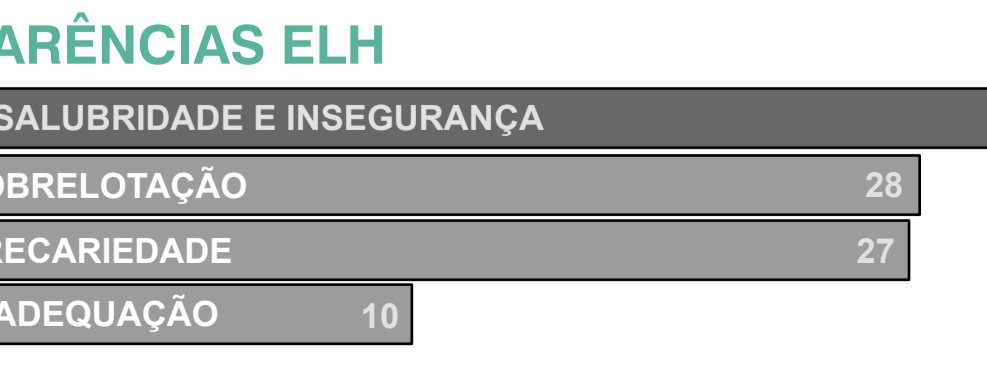 ARÊNCIAS ELH
SALUBRIDADE E INSEGURANÇA
OBRELOTAÇÃO 28
RECARIEDADE 27
ADEQUAÇÃO 10